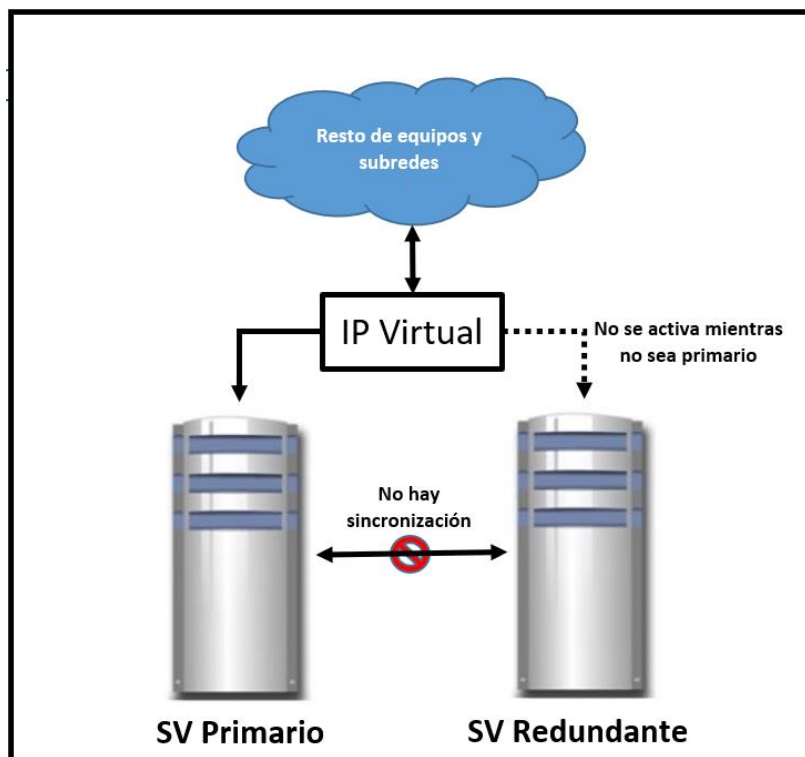 Resto de equipos y
subredes
IP Virtual
No se activa mientras
no sea primario
No hay
sincronización
SV Primario
SV Redundante